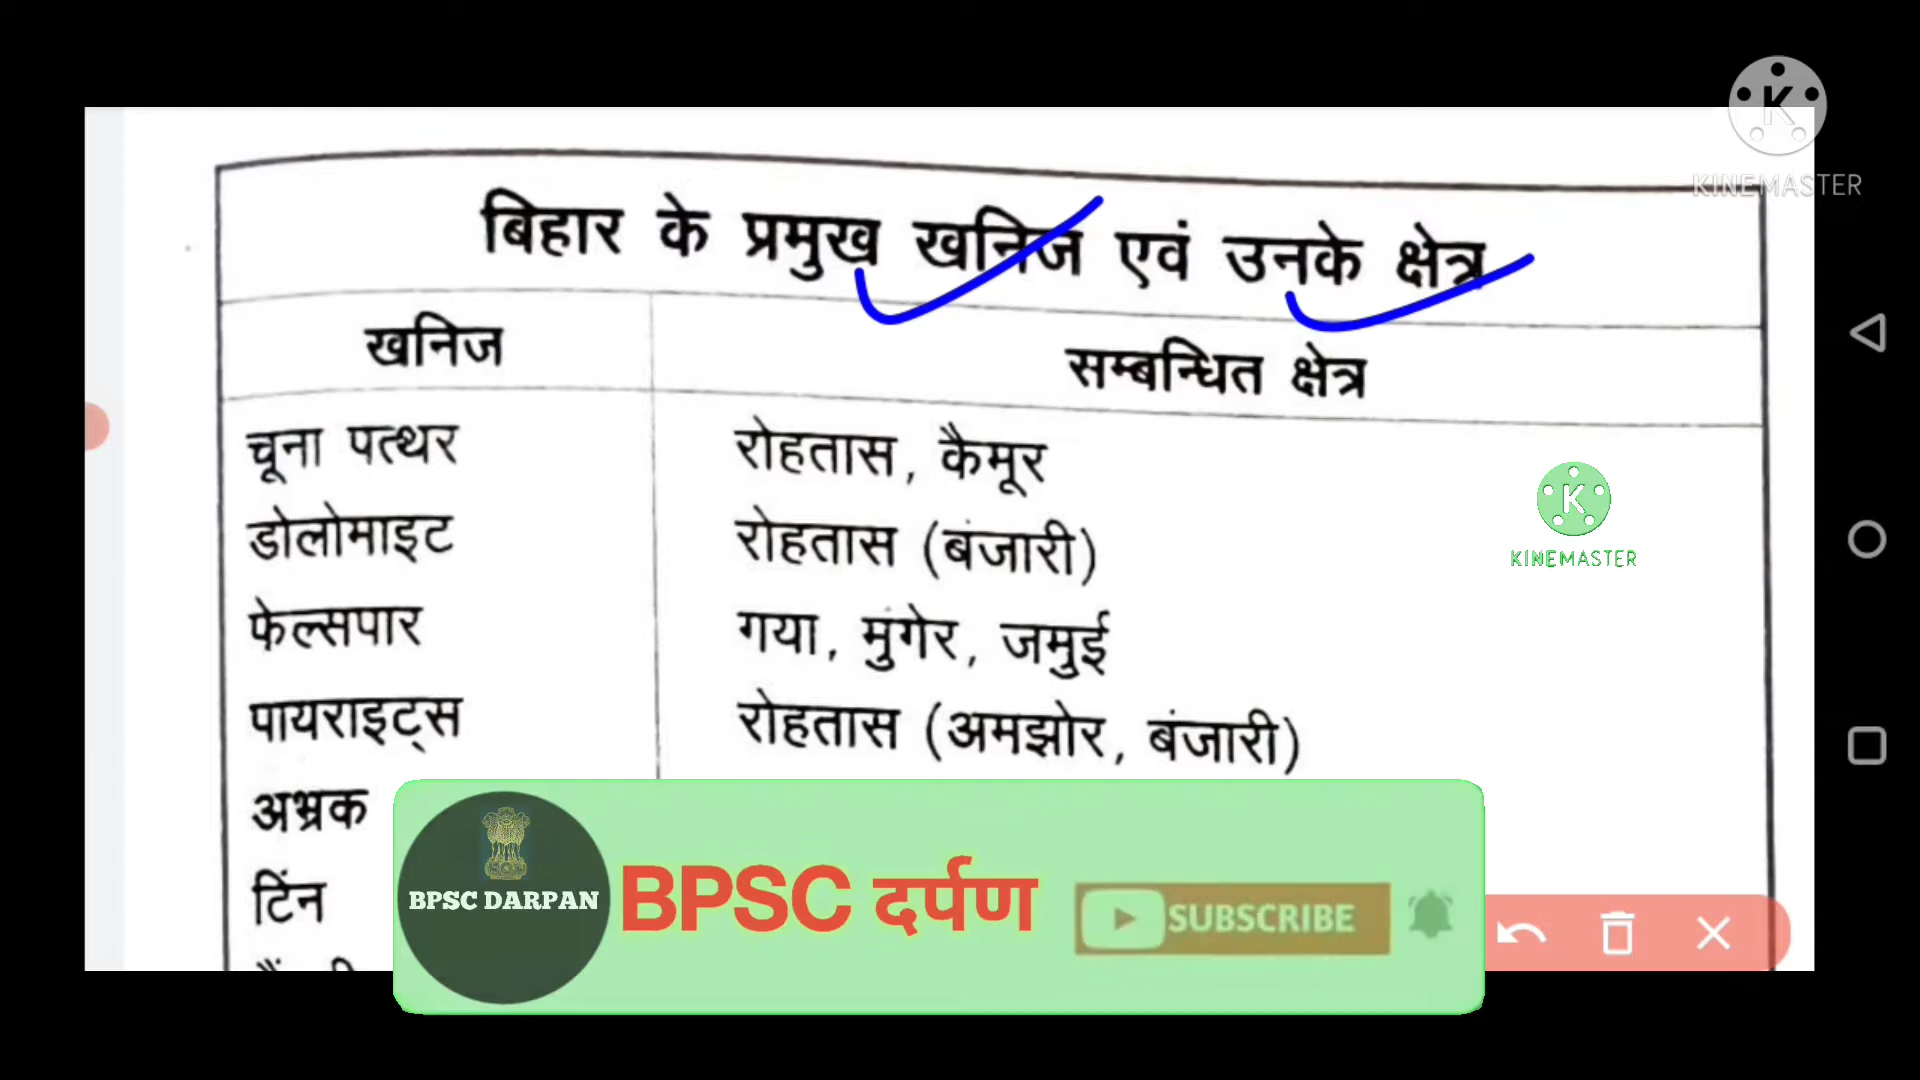 KINEMASTER
बिहार के प्रमुख खनिज एवं उनके क्षेत्र
खनिज सम्बन्धित क्षेत्र
चूना पत्थर रोहतास, कैमूर
डोलोमाइट रोहतास (बंजारी)
फेल्सपार गया, मुंगेर, जमुई
पायराइट्स रोहतास (अमझोर, बंजारी)
अभ्रक
टिंन
KINEMASTER
BPSC DARPAN
BPSC दर्पण
SUBSCRIBE